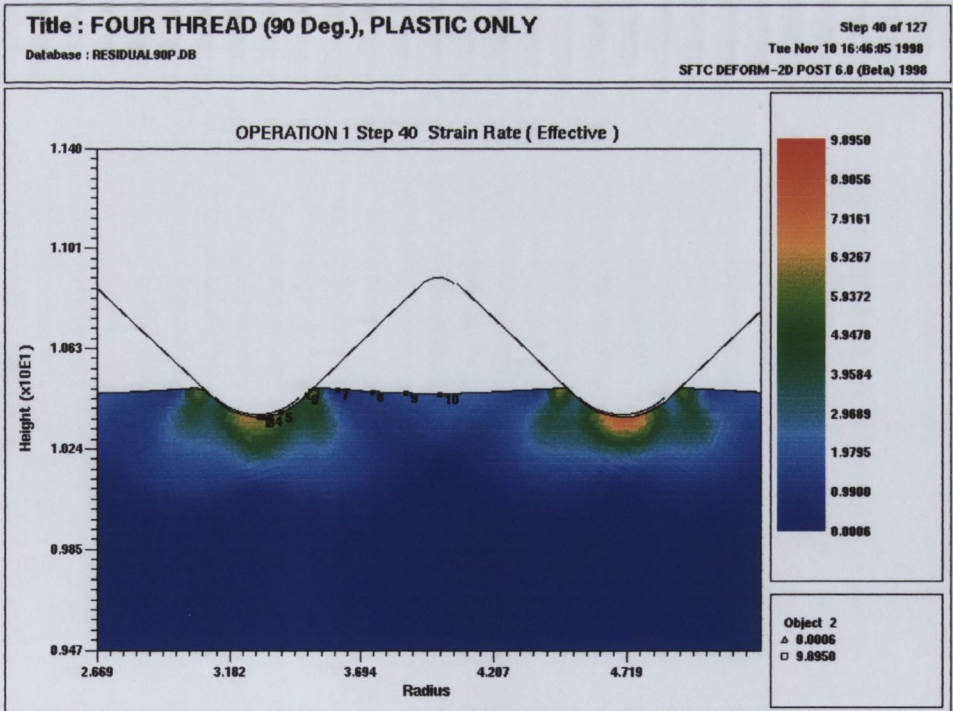 Title : FOUR THREAD (90 Deg.), PLASTIC ONLY
Database : RESIDUAL90P.DB
Step 40 of 127
Tue Nov 10 16:46:05 1998
SFTC DEFORM-2D POST 6.0 (Beta) 1998
OPERATION 1 Step 40 Strain Rate ( Effective )
1.140
1.101
1.063
1.024
0.985
0.947
Height (x10E1)
2.669
3.182
3.694
4.207
4.719
Radius
4 5 6 7 8 9 10
9.8950
8.9056
7.9161
6.9267
5.9372
4.9478
3.9584
2.9689
1.9795
0.9900
0.0006
Object 2
0.0006
9.8950